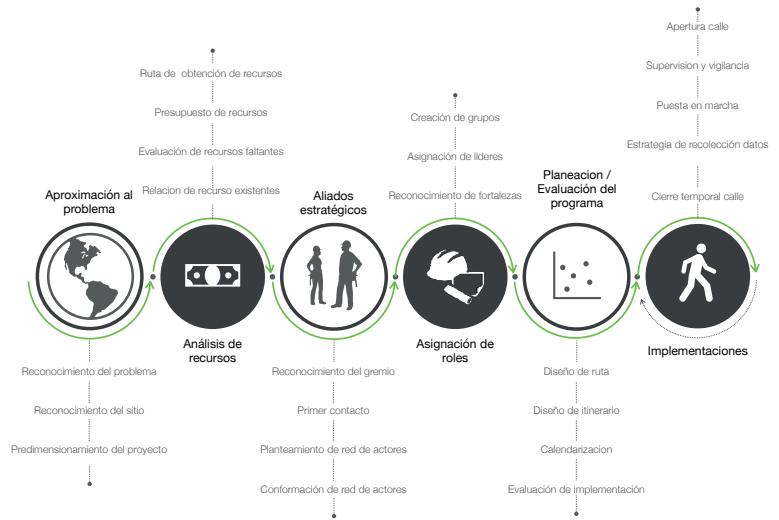 Apertura calle
Supervision y vigilancia
Puesta en marcha
Estrategia de recolección datos
Cierre temporal calle
Ruta de obtención de recursos
Presupuesto de recursos
Evaluación de recursos faltantes
Relacion de recurso existentes
Creación de grupos
Asignación de lideres
Reconocimiento de fortalezas
Aproximación al
problema
Aliados
estratégicos
Planeacion /
Evaluación del
programa
Análisis de
recursos
Asignación de
roles
Implementaciones
Reconocimiento del problema
Reconocimiento del sitio
Predimensionamiento del proyecto
Reconocimiento del gremio
Primer contacto
Planteamiento de red de actores
Conformación de red de actores
Diseño de ruta
Diseño de itinerario
Calendarizacion
Evaluación de implementación